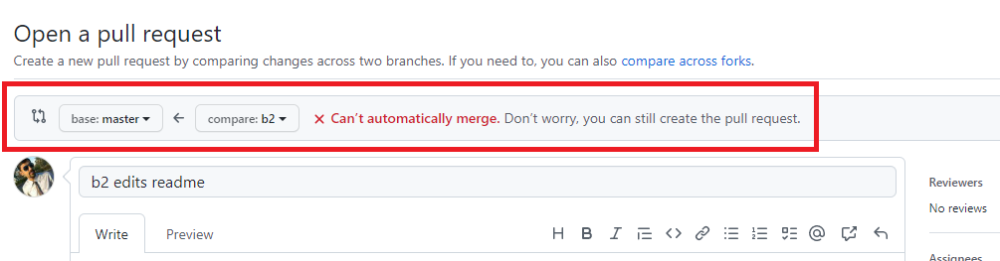 Open a pull request
Create a new pull request by comparing changes across two branches. If you need to, you can also compare across forks.
base: master compare: b2 Can't automatically merge. Don't worry, you can still create the pull request.
b2 edits readme
Reviewers
No reviews
Write Preview H B I
Assignees